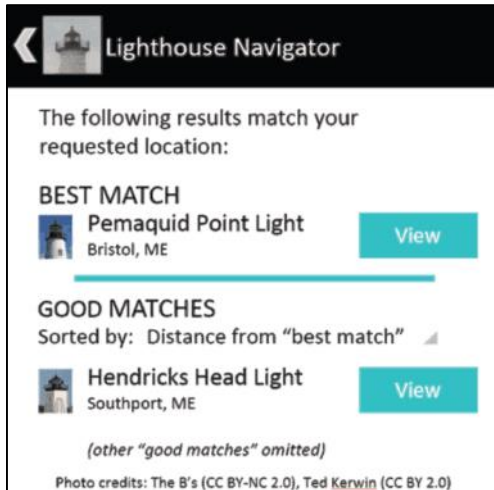 Lighthouse Navigator
The following results match your
requested location:
BEST MATCH
Pemaquid Point Light
Bristol, ME
View
GOOD MATCHES
Sorted by: Distance from “best match”
Hendricks Head Light
Southport, ME
View
(other “good matches” omitted)
Photo credits: The B's (CC BY-NC 2.0), Ted Kerwin (CC BY 2.0)